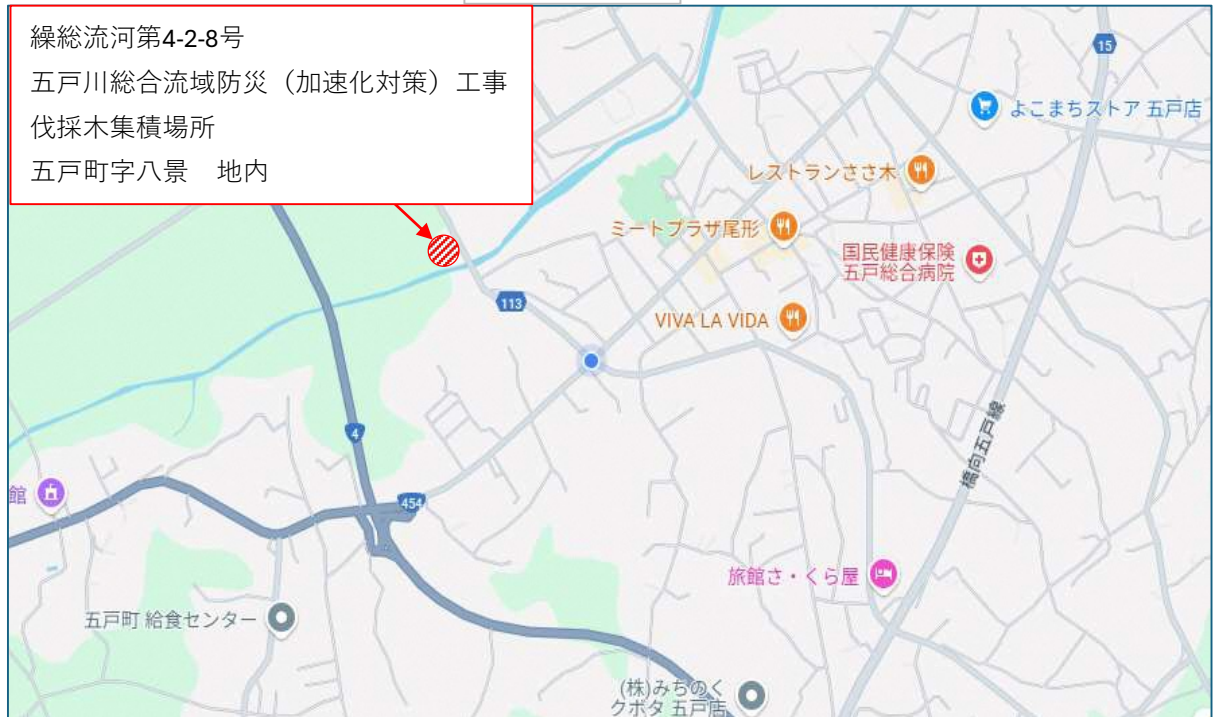 繰総流河第4-2-8号
五戸川総合流域防災（加速化対策）工事
伐採木集積場所
五戸町字八景　地内
15
よこまちストア 五戸店
レストランささ木
ミートプラザ尾形
国民健康保険
五戸総合病院
113
VIVA LA VIDA
4
橋向五戸線
館
454
旅館さ・くら屋
五戸町 給食センター
(株)みちのく
クボタ 五戸店